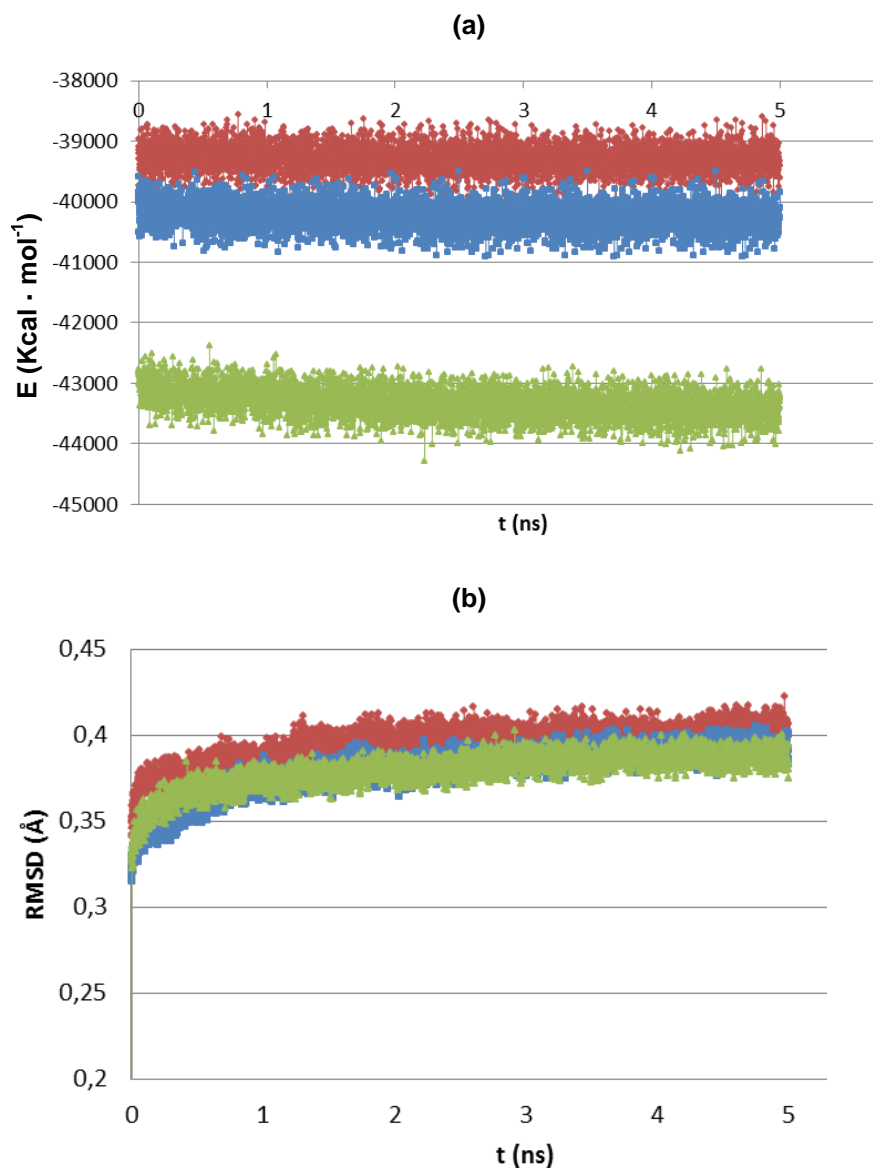 (a)
-38000
0 1 2 3 4 5
-39000
-40000
-41000
-42000
-43000
-44000
-45000
E (Kcal · mol-1)
t (ns)
(b)
0,45
0,4
0,35
0,3
0,25
0,2
RMSD (Å)
0 1 2 3 4 5
t (ns)